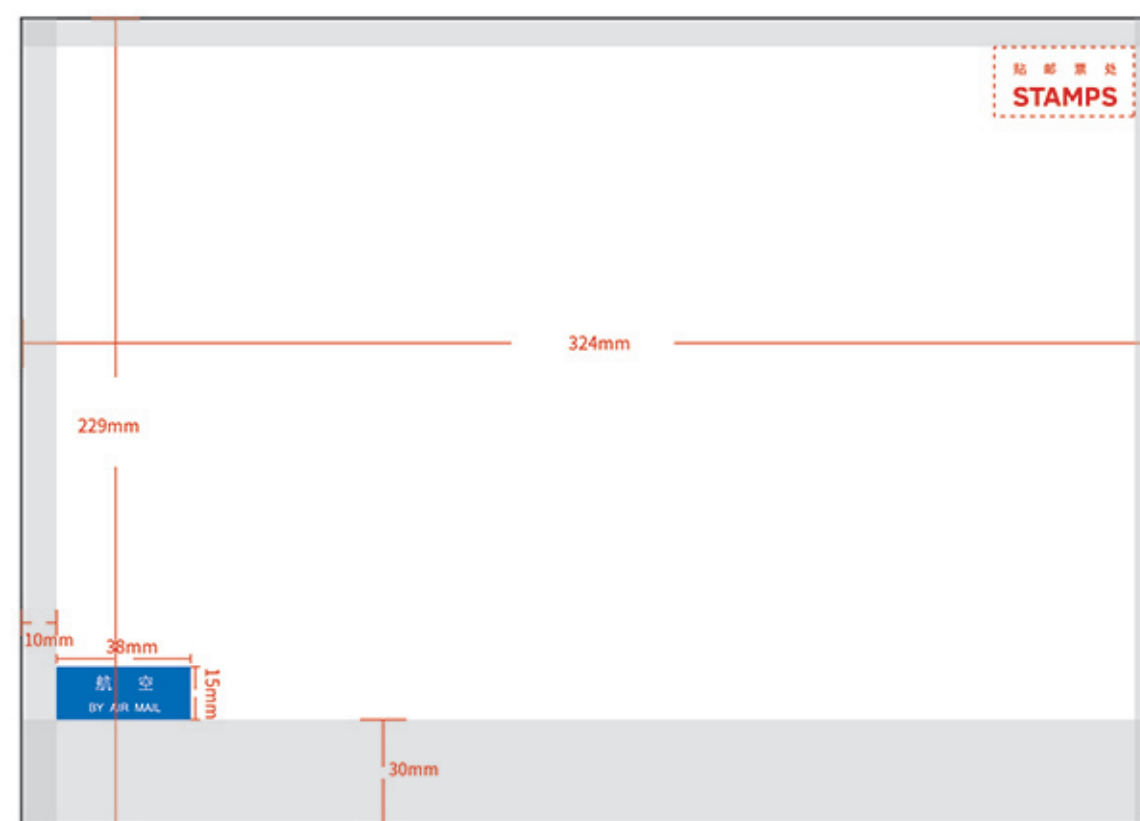 贴 邮 票 处
STAMPS
324mm
229mm
10mm
38mm
15mm
航 空
BY AIR MAIL
30mm